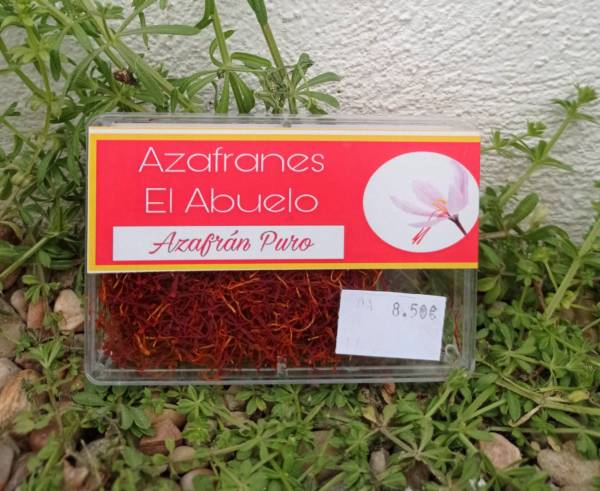 Azafranes
El Abuelo
Azafrán Puro
8.50€